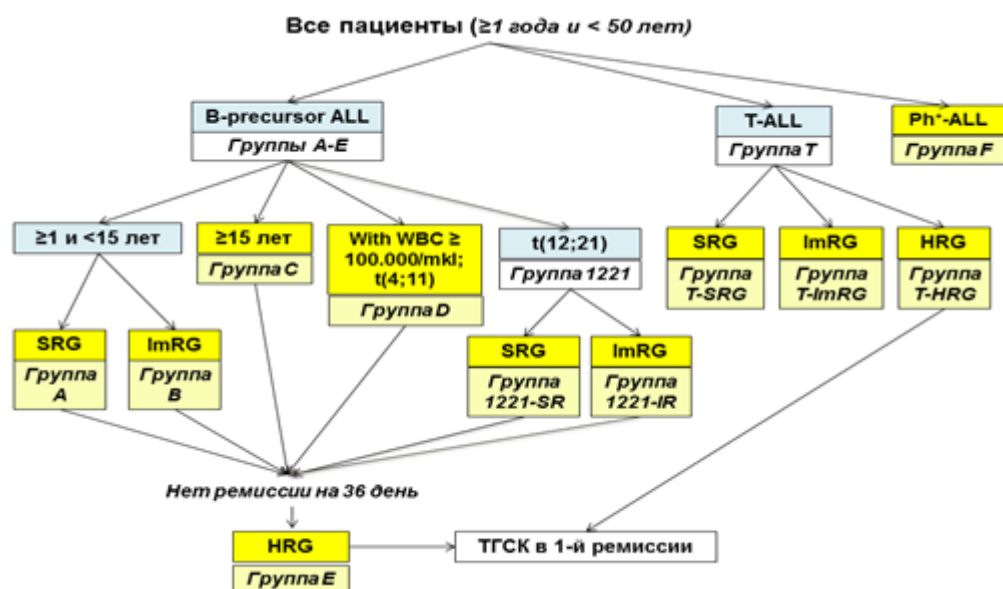 Все пациенты (≥1 года и < 50 лет)
B-precursor ALL
Группы A-E
T-ALL
Группа T
Ph⁺-ALL
Группа F
≥1 и <15 лет
≥15 лет
Группа C
With WBC ≥
100.000/mkl;
t(4;11)
Группа D
t(12;21)
Группа 1221
SRG
Группа
T-SRG
ImRG
Группа
T-ImRG
HRG
Группа
T-HRG
SRG
Группа
A
ImRG
Группа
B
SRG
Группа
1221-SR
ImRG
Группа
1221-IR
Нет ремиссии на 36 день
HRG
Группа E
ТГСК в 1-й ремиссии